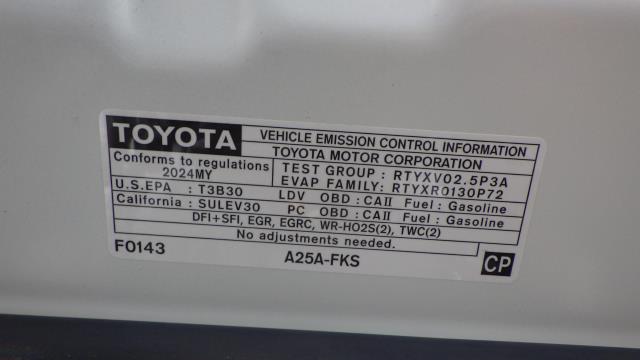 TOYOTA VEHICLE EMISSION CONTROL INFORMATION
TOYOTA MOTOR CORPORATION
Conforms to regulations
2024MY
TEST GROUP : RTYXV02.5P3A
EVAP FAMILY: RTYXR0130P72
U.S.EPA : T3B30 LDV OBD : CAII Fuel : Gasoline
California : SULEV30 PC OBD : CAII Fuel : Gasoline
DFI+SFI, EGR, EGRC, WR-HO2S(2), TWC(2)
No adjustments needed.
F0143 A25A-FKS CP